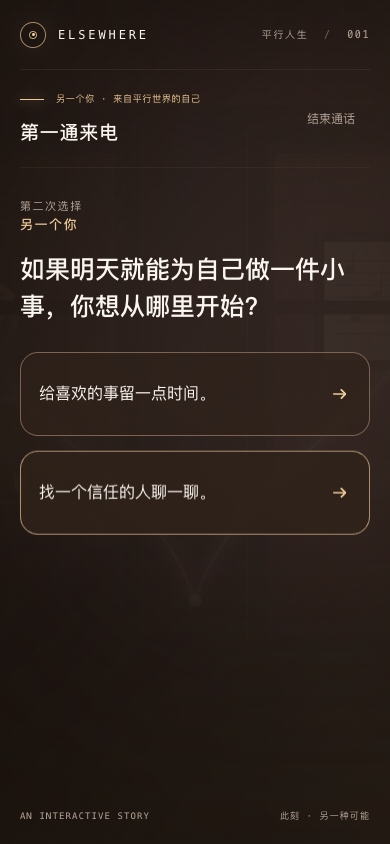 ELSEWHERE
平行人生 / 001
另一个你 · 来自平行世界的自己
第一通来电
结束通话
第二次选择
另一个你
如果明天就能为自己做一件小
事，你想从哪里开始？
给喜欢的事留一点时间。
找一个信任的人聊一聊。
AN INTERACTIVE STORY
此刻 · 另一种可能